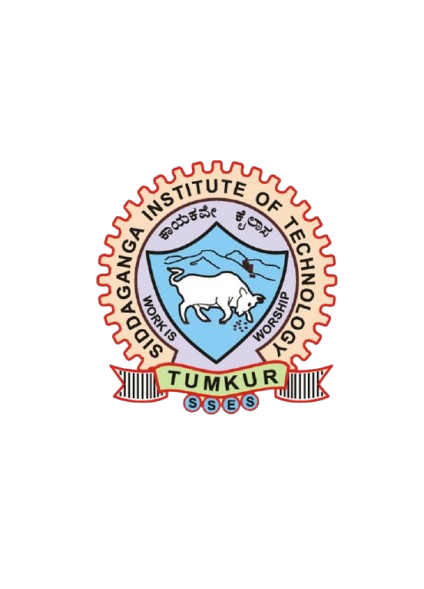 SIDDAGANGA INSTITUTE OF TECHNOLOGY
ಕಾಯಕವೇ ಕೈಲಾಸ
WORK IS WORSHIP
TUMKUR
SSES